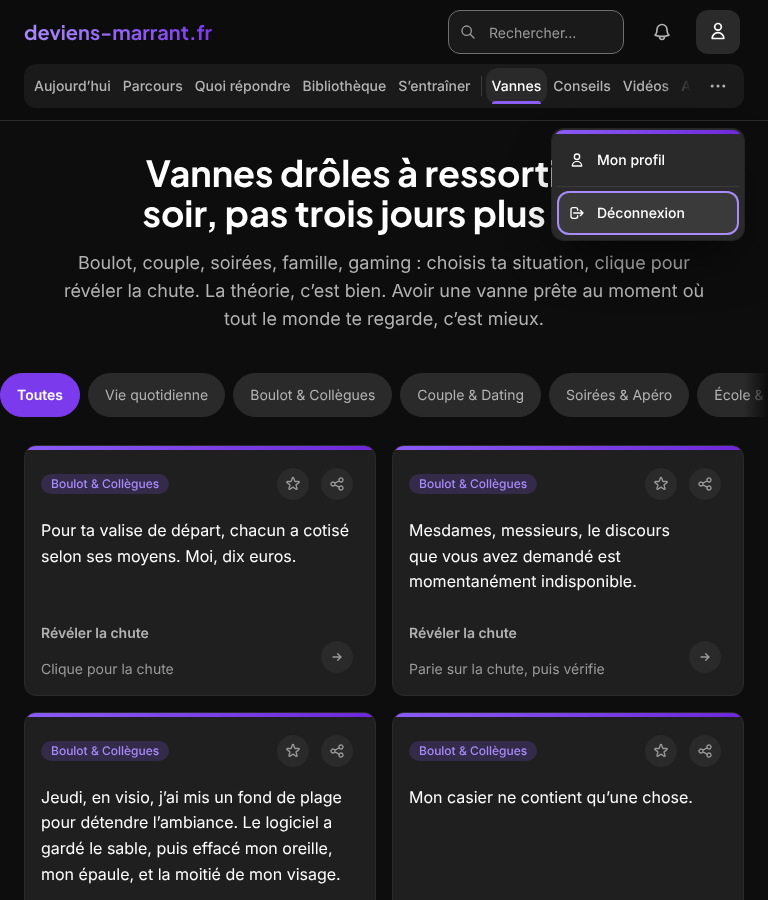 deviens-marrant.fr
Rechercher...
Aujourd’hui Parcours Quoi répondre Bibliothèque S’entraîner Vannes Conseils Vidéos A
Mon profil
Déconnexion
Vannes drôles à ressorti
soir, pas trois jours plus
Boulot, couple, soirées, famille, gaming : choisis ta situation, clique pour
révéler la chute. La théorie, c’est bien. Avoir une vanne prête au moment où
tout le monde te regarde, c’est mieux.
Toutes Vie quotidienne Boulot & Collègues Couple & Dating Soirées & Apéro École &
Boulot & Collègues
Pour ta valise de départ, chacun a cotisé
selon ses moyens. Moi, dix euros.
Révéler la chute
Clique pour la chute
Boulot & Collègues
Mesdames, messieurs, le discours
que vous avez demandé est
momentanément indisponible.
Révéler la chute
Parie sur la chute, puis vérifie
Boulot & Collègues
Jeudi, en visio, j’ai mis un fond de plage
pour détendre l’ambiance. Le logiciel a
gardé le sable, puis effacé mon oreille,
mon épaule, et la moitié de mon visage.
Boulot & Collègues
Mon casier ne contient qu’une chose.